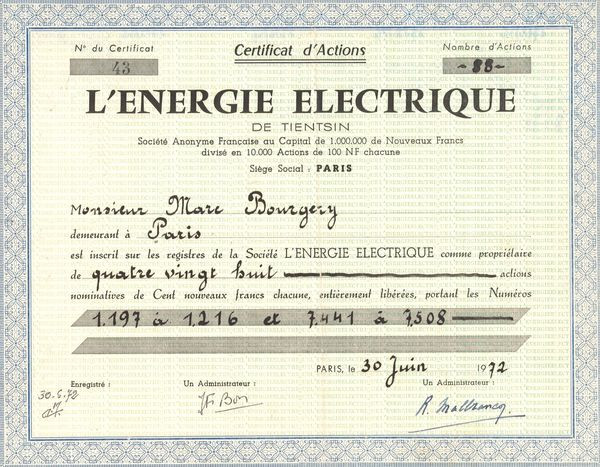 N° du Certificat
Certificat d'Actions
Nombre d'Actions
43
-88-
L'ENERGIE ELECTRIQUE
DE TIENTSIN
Société Anonyme Française au Capital de 1.000.000 de Nouveaux Francs
divisé en 10.000 Actions de 100 NF chacune
Siège Social : PARIS
Monsieur Marc Bourgery
demeurant à Paris
est inscrit sur les registres de la Société L'ENERGIE ELECTRIQUE comme propriétaire
de quatre vingt huit actions
nominatives de Cent nouveaux francs chacune, entièrement libérées, portant les Numéros
1.197 à 1.216 et 7.441 à 7.508
PARIS, le 30 Juin 1972
Enregistré :
Un Administrateur :
Un Administrateur :
30.6.72